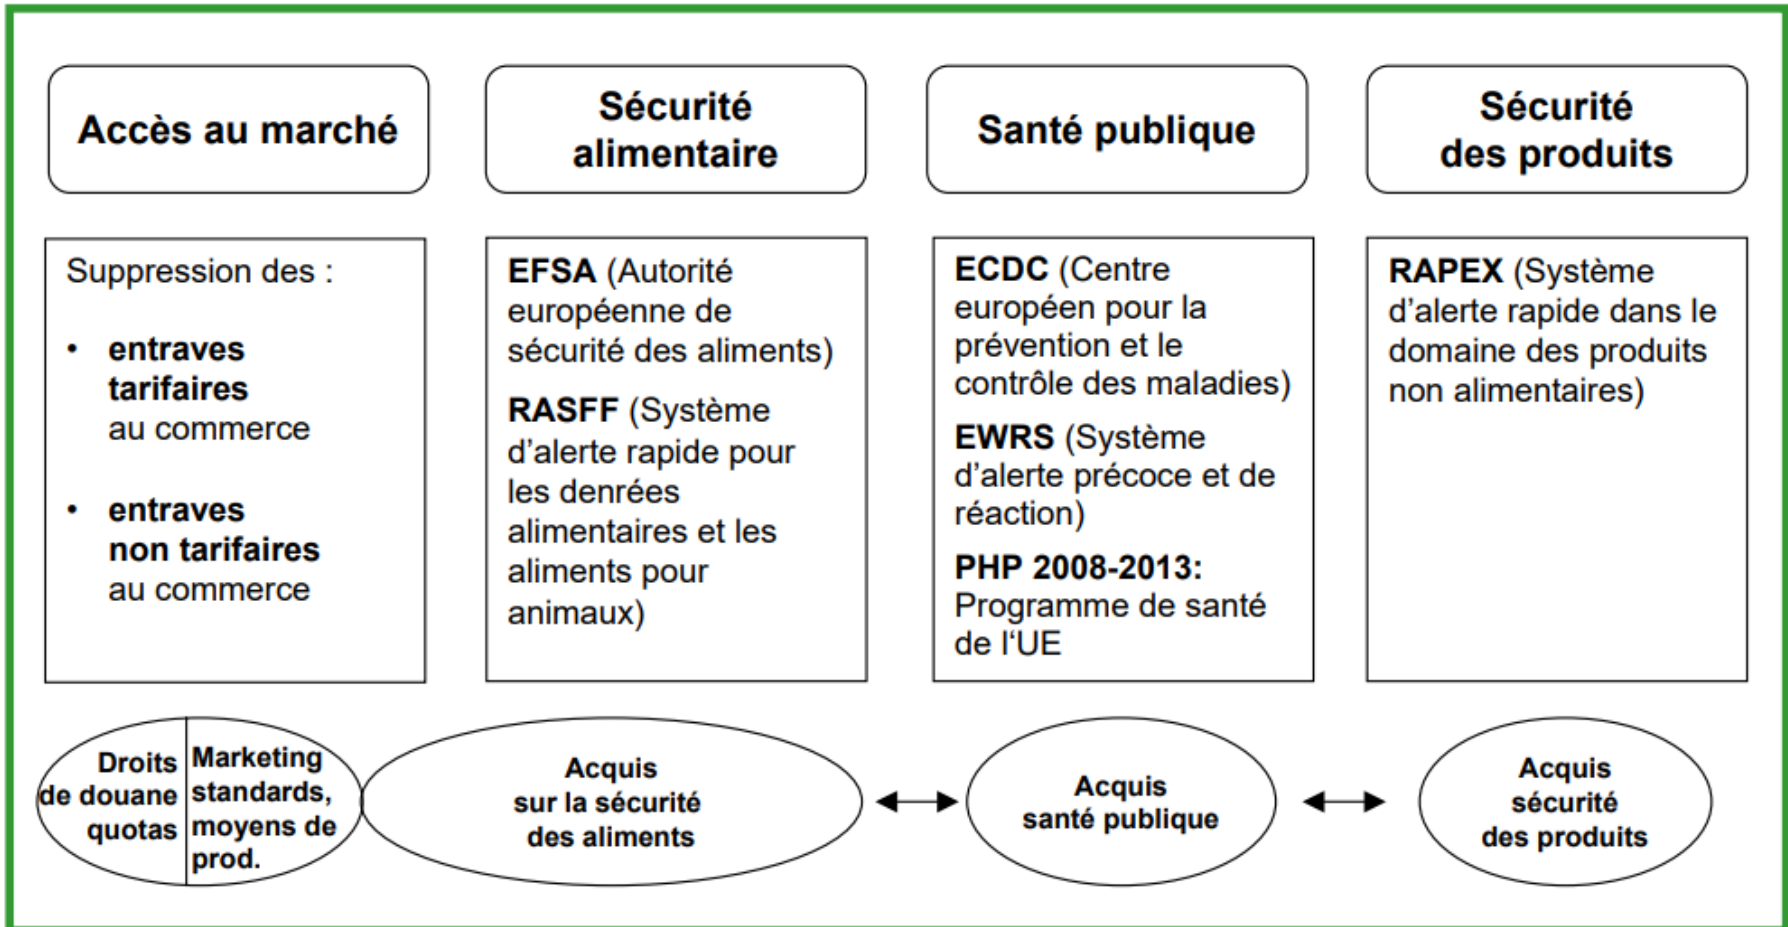 Accès au marché
Sécurité
alimentaire
Santé publique
Sécurité
des produits
Suppression des :
• entraves
tarifaires
au commerce
• entraves
non tarifaires
au commerce
EFSA (Autorité
européenne de
sécurité des aliments)
RASFF (Système
d’alerte rapide pour
les denrées
alimentaires et les
aliments pour
animaux)
ECDC (Centre
européen pour la
prévention et le
contrôle des maladies)
EWRS (Système
d’alerte précoce et de
réaction)
PHP 2008-2013:
Programme de santé
de l‘UE
RAPEX (Système
d’alerte rapide dans le
domaine des produits
non alimentaires)
Droits
de douane
quotas
Marketing
standards,
moyens de
prod.
Acquis
sur la sécurité
des aliments
Acquis
santé publique
Acquis
sécurité
des produits